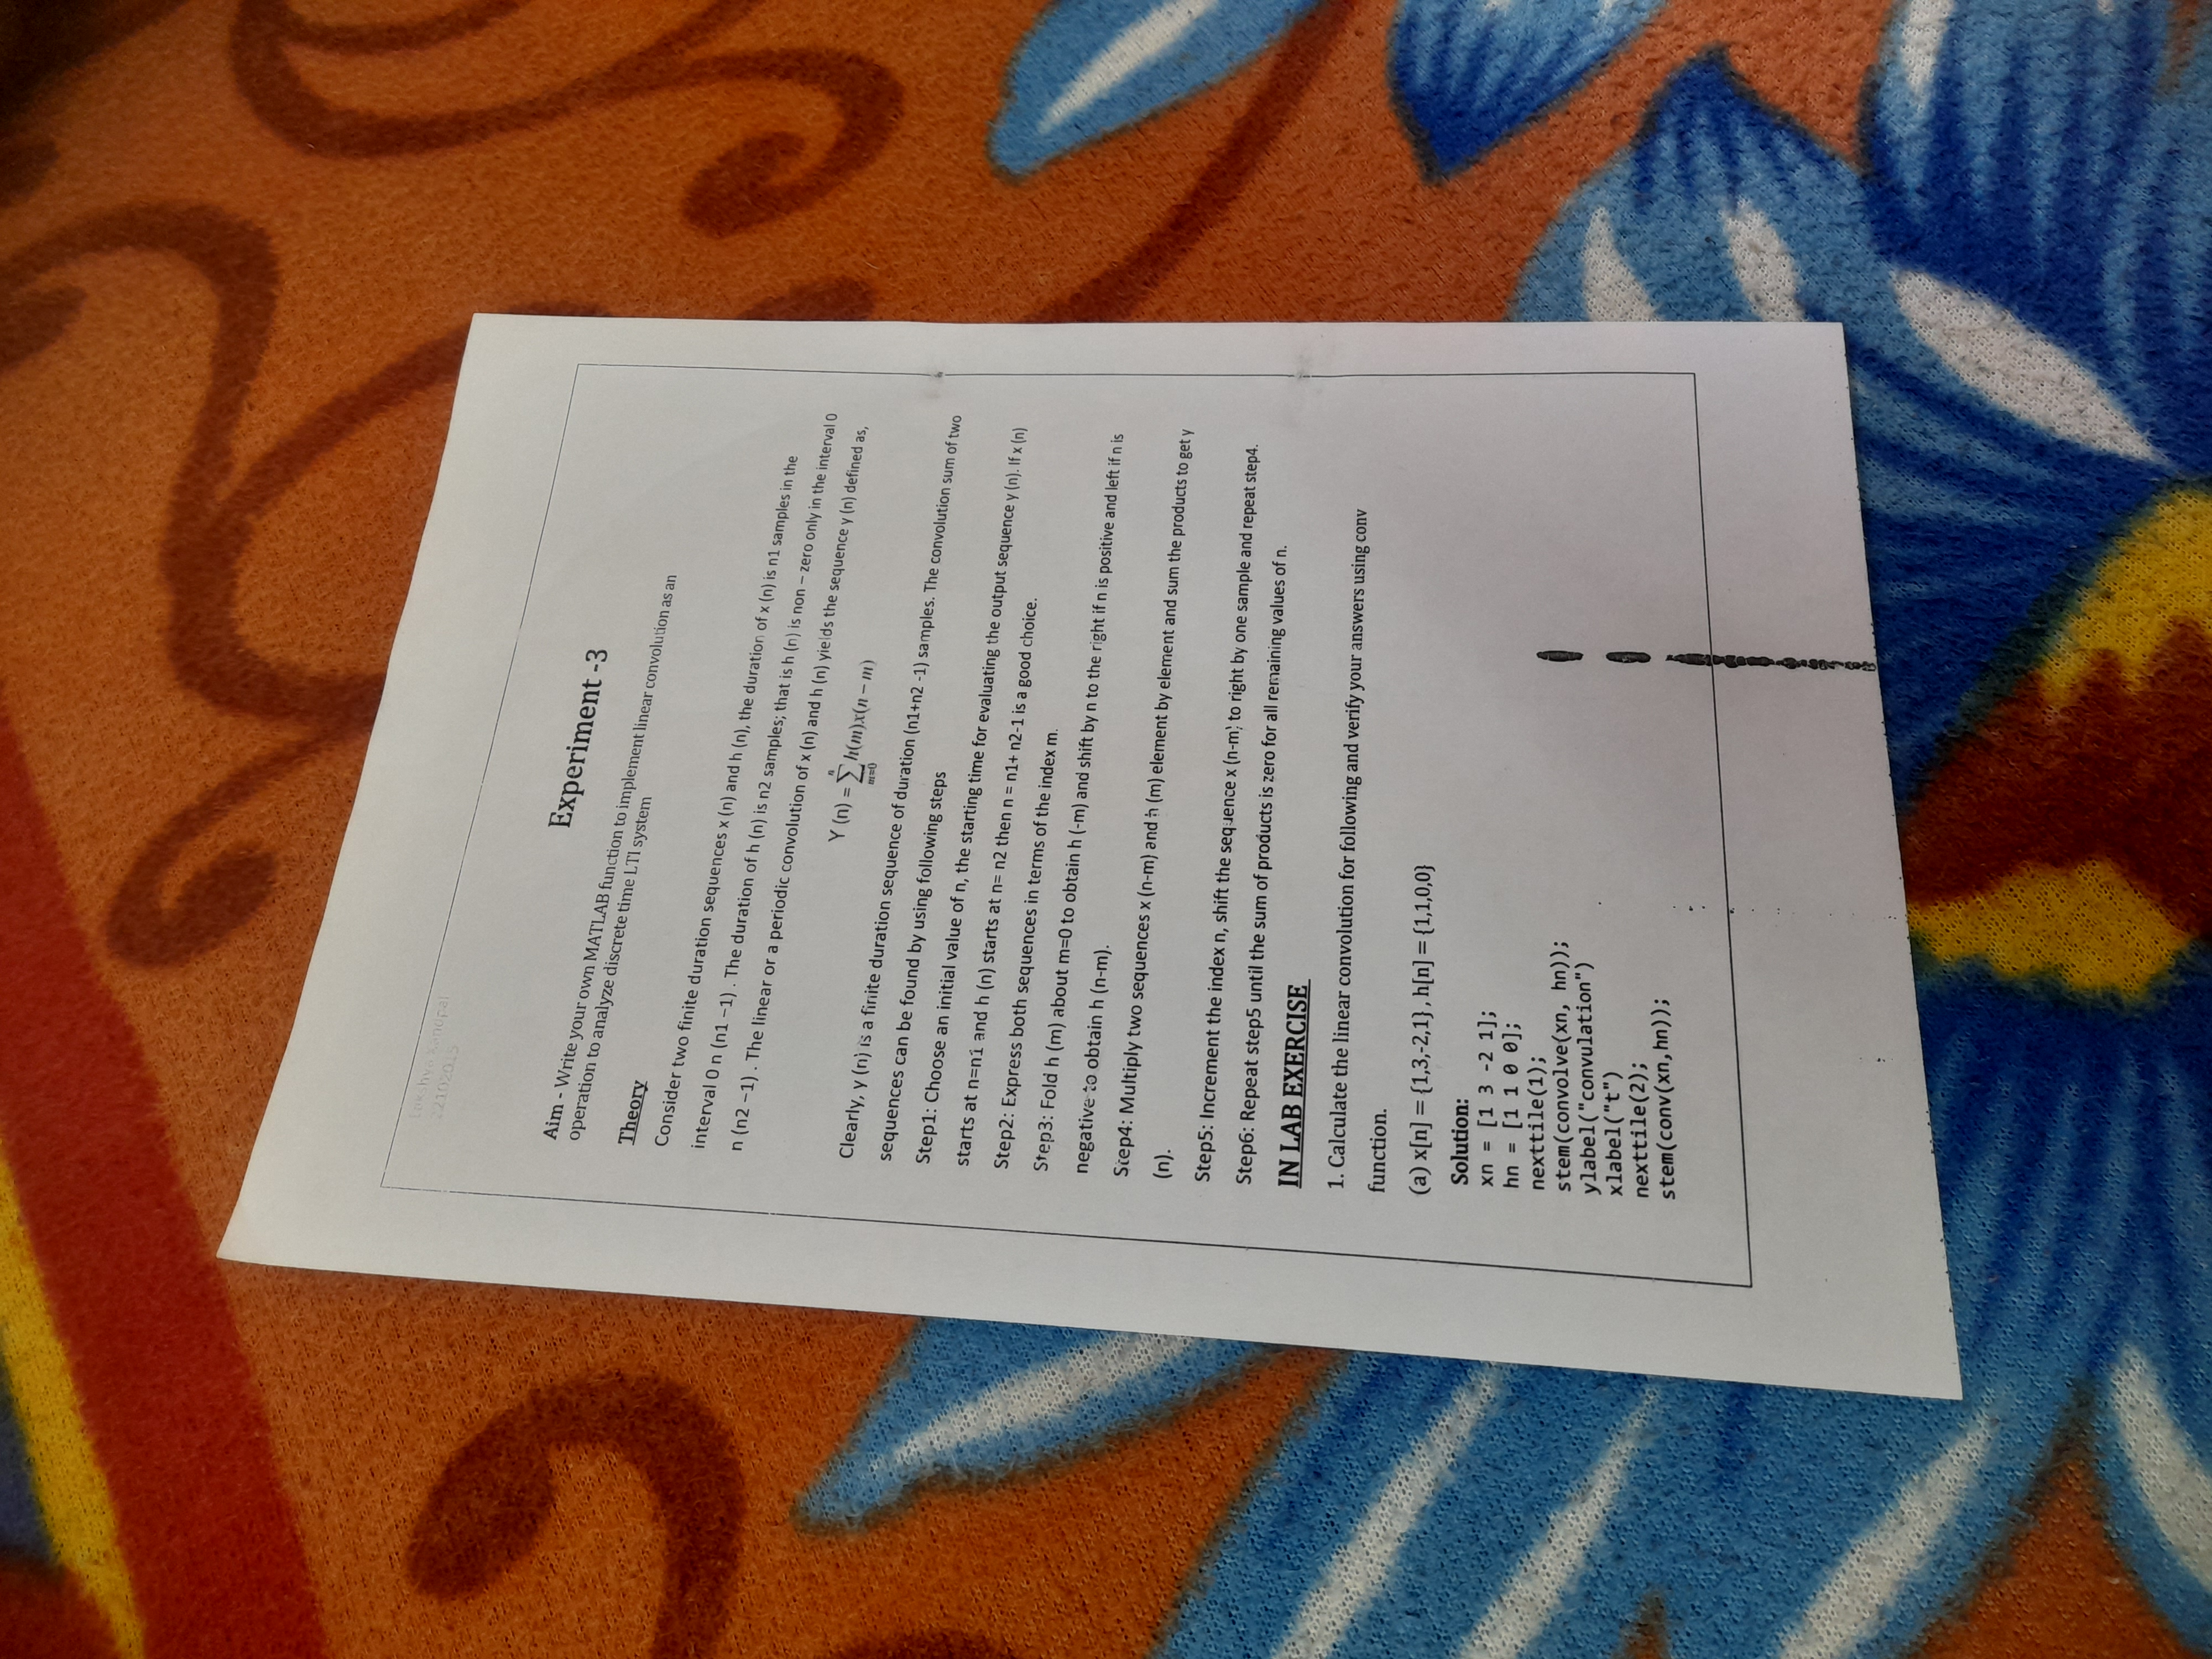 Lakshya Kandpal
22102015
Experiment -3
Aim - Write your own MATLAB function to implement linear convolution as an
operation to analyze discrete time LTI system
Theory
Consider two finite duration sequences x (n) and h (n), the duration of x (n) is n1 samples in the
interval 0 n (n1 –1) . The duration of h (n) is n2 samples; that is h (n) is non – zero only in the interval 0
n (n2 –1) . The linear or a periodic convolution of x (n) and h (n) yields the sequence y (n) defined as,
Y (n) = \sum_{m=0}^{n} h(m)x(n – m)
Clearly, y (n) is a finite duration sequence of duration (n1+n2 -1) samples. The convolution sum of two
sequences can be found by using following steps
Step1: Choose an initial value of n, the starting time for evaluating the output sequence y (n). If x (n)
starts at n=n1 and h (n) starts at n= n2 then n = n1+ n2-1 is a good choice.
Step2: Express both sequences in terms of the index m.
Step3: Fold h (m) about m=0 to obtain h (-m) and shift by n to the right if n is positive and left if n is
negative to obtain h (n-m).
Step4: Multiply two sequences x (n-m) and h (m) element by element and sum the products to get y
(n).
Step5: Increment the index n, shift the sequence x (n-m) to right by one sample and repeat step4.
Step6: Repeat step5 until the sum of products is zero for all remaining values of n.
IN LAB EXERCISE
1. Calculate the linear convolution for following and verify your answers using conv
function.
(a) x[n] = {1,3,-2,1} , h[n] = {1,1,0,0}
Solution:
xn = [1 3 -2 1];
hn = [1 1 0 0];
nexttile(1);
stem(convolve(xn, hn));
ylabel("convulation")
xlabel("t")
nexttile(2);
stem(conv(xn,hn));